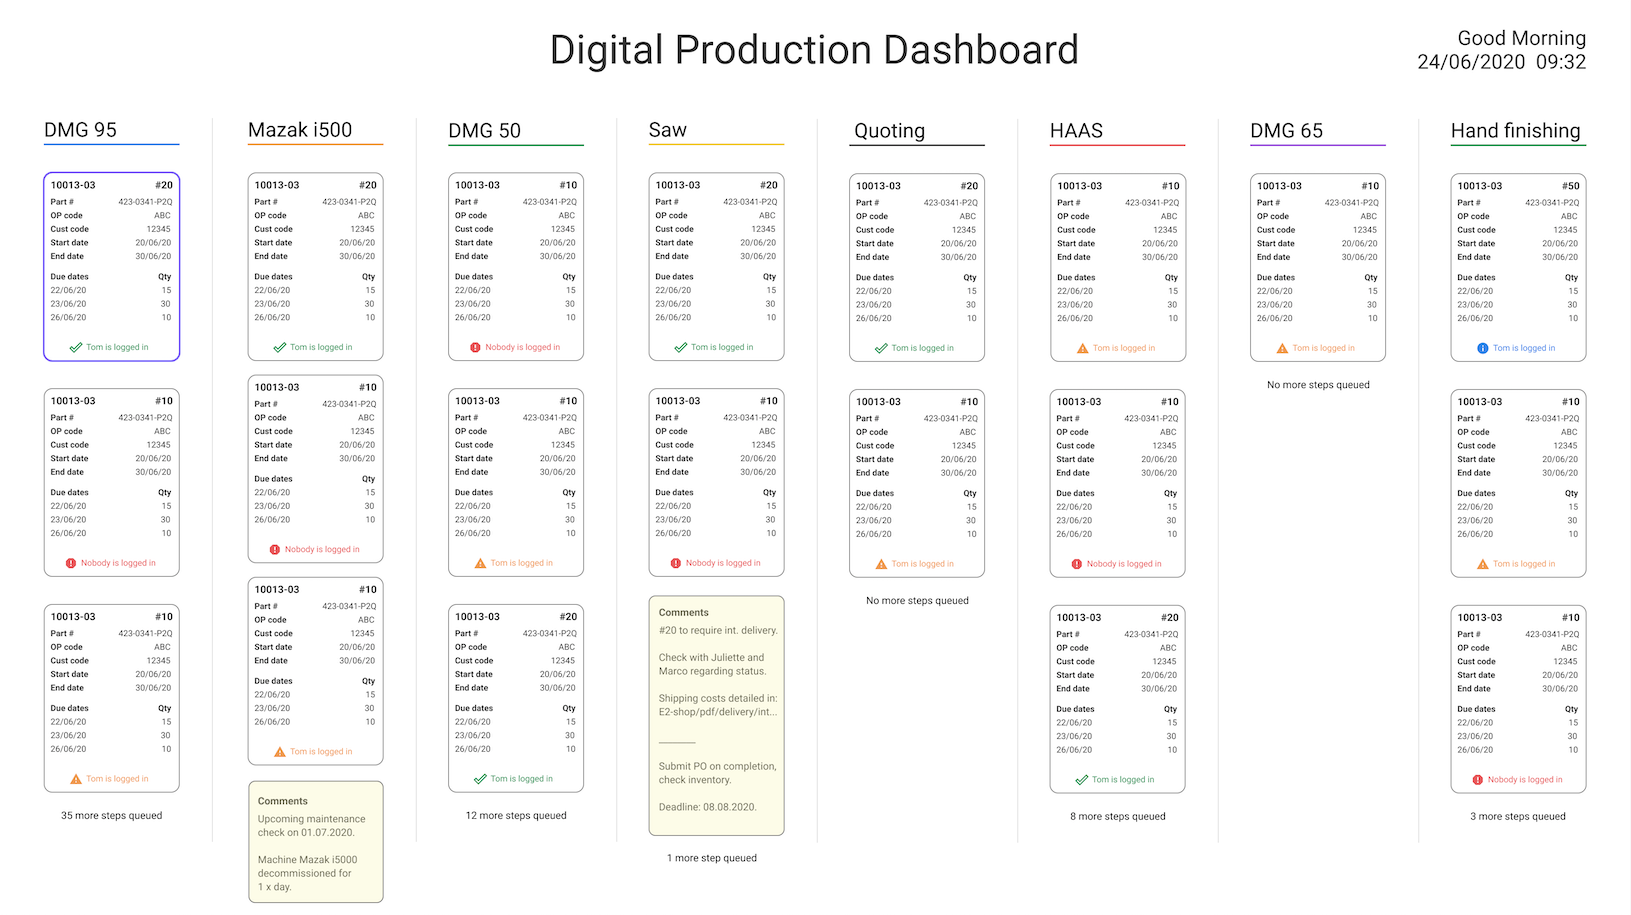 Digital Production Dashboard
Good Morning
24/06/2020 09:32
DMG 95
10013-03 #20
Part # 423-0341-P2Q
OP code ABC
Cust code 12345
Start date 20/06/20
End date 30/06/20
Due dates Qty
22/06/20 15
23/06/20 30
26/06/20 10
Tom is logged in
10013-03 #10
Part # 423-0341-P2Q
OP code ABC
Cust code 12345
Start date 20/06/20
End date 30/06/20
Due dates Qty
22/06/20 15
23/06/20 30
26/06/20 10
Nobody is logged in
10013-03 #10
Part # 423-0341-P2Q
OP code ABC
Cust code 12345
Start date 20/06/20
End date 30/06/20
Due dates Qty
22/06/20 15
23/06/20 30
26/06/20 10
Tom is logged in
35 more steps queued
Mazak i500
10013-03 #20
Part # 423-0341-P2Q
OP code ABC
Cust code 12345
Start date 20/06/20
End date 30/06/20
Due dates Qty
22/06/20 15
23/06/20 30
26/06/20 10
Tom is logged in
10013-03 #10
Part # 423-0341-P2Q
OP code ABC
Cust code 12345
Start date 20/06/20
End date 30/06/20
Due dates Qty
22/06/20 15
23/06/20 30
26/06/20 10
Nobody is logged in
10013-03 #10
Part # 423-0341-P2Q
OP code ABC
Cust code 12345
Start date 20/06/20
End date 30/06/20
Due dates Qty
22/06/20 15
23/06/20 30
26/06/20 10
Tom is logged in
Comments
Upcoming maintenance
check on 01.07.2020.
Machine Mazak i5000
decommissioned for
1 x day.
DMG 50
10013-03 #10
Part # 423-0341-P2Q
OP code ABC
Cust code 12345
Start date 20/06/20
End date 30/06/20
Due dates Qty
22/06/20 15
23/06/20 30
26/06/20 10
Nobody is logged in
10013-03 #10
Part # 423-0341-P2Q
OP code ABC
Cust code 12345
Start date 20/06/20
End date 30/06/20
Due dates Qty
22/06/20 15
23/06/20 30
26/06/20 10
Tom is logged in
10013-03 #20
Part # 423-0341-P2Q
OP code ABC
Cust code 12345
Start date 20/06/20
End date 30/06/20
Due dates Qty
22/06/20 15
23/06/20 30
26/06/20 10
Tom is logged in
12 more steps queued
Saw
10013-03 #20
Part # 423-0341-P2Q
OP code ABC
Cust code 12345
Start date 20/06/20
End date 30/06/20
Due dates Qty
22/06/20 15
23/06/20 30
26/06/20 10
Tom is logged in
10013-03 #10
Part # 423-0341-P2Q
OP code ABC
Cust code 12345
Start date 20/06/20
End date 30/06/20
Due dates Qty
22/06/20 15
23/06/20 30
26/06/20 10
Nobody is logged in
Comments
#20 to require int. delivery.
Check with Juliette and
Marco regarding status.
Shipping costs detailed in:
E2-shop/pdf/delivery/int...
Submit PO on completion,
check inventory.
Deadline: 08.08.2020.
1 more step queued
Quoting
10013-03 #20
Part # 423-0341-P2Q
OP code ABC
Cust code 12345
Start date 20/06/20
End date 30/06/20
Due dates Qty
22/06/20 15
23/06/20 30
26/06/20 10
Tom is logged in
10013-03 #10
Part # 423-0341-P2Q
OP code ABC
Cust code 12345
Start date 20/06/20
End date 30/06/20
Due dates Qty
22/06/20 15
23/06/20 30
26/06/20 10
Tom is logged in
No more steps queued
HAAS
10013-03 #10
Part # 423-0341-P2Q
OP code ABC
Cust code 12345
Start date 20/06/20
End date 30/06/20
Due dates Qty
22/06/20 15
23/06/20 30
26/06/20 10
Tom is logged in
10013-03 #10
Part # 423-0341-P2Q
OP code ABC
Cust code 12345
Start date 20/06/20
End date 30/06/20
Due dates Qty
22/06/20 15
23/06/20 30
26/06/20 10
Nobody is logged in
10013-03 #20
Part # 423-0341-P2Q
OP code ABC
Cust code 12345
Start date 20/06/20
End date 30/06/20
Due dates Qty
22/06/20 15
23/06/20 30
26/06/20 10
Tom is logged in
8 more steps queued
DMG 65
10013-03 #10
Part # 423-0341-P2Q
OP code ABC
Cust code 12345
Start date 20/06/20
End date 30/06/20
Due dates Qty
22/06/20 15
23/06/20 30
26/06/20 10
Tom is logged in
No more steps queued
Hand finishing
10013-03 #50
Part # 423-0341-P2Q
OP code ABC
Cust code 12345
Start date 20/06/20
End date 30/06/20
Due dates Qty
22/06/20 15
23/06/20 30
26/06/20 10
Tom is logged in
10013-03 #10
Part # 423-0341-P2Q
OP code ABC
Cust code 12345
Start date 20/06/20
End date 30/06/20
Due dates Qty
22/06/20 15
23/06/20 30
26/06/20 10
Tom is logged in
10013-03 #10
Part # 423-0341-P2Q
OP code ABC
Cust code 12345
Start date 20/06/20
End date 30/06/20
Due dates Qty
22/06/20 15
23/06/20 30
26/06/20 10
Nobody is logged in
3 more steps queued